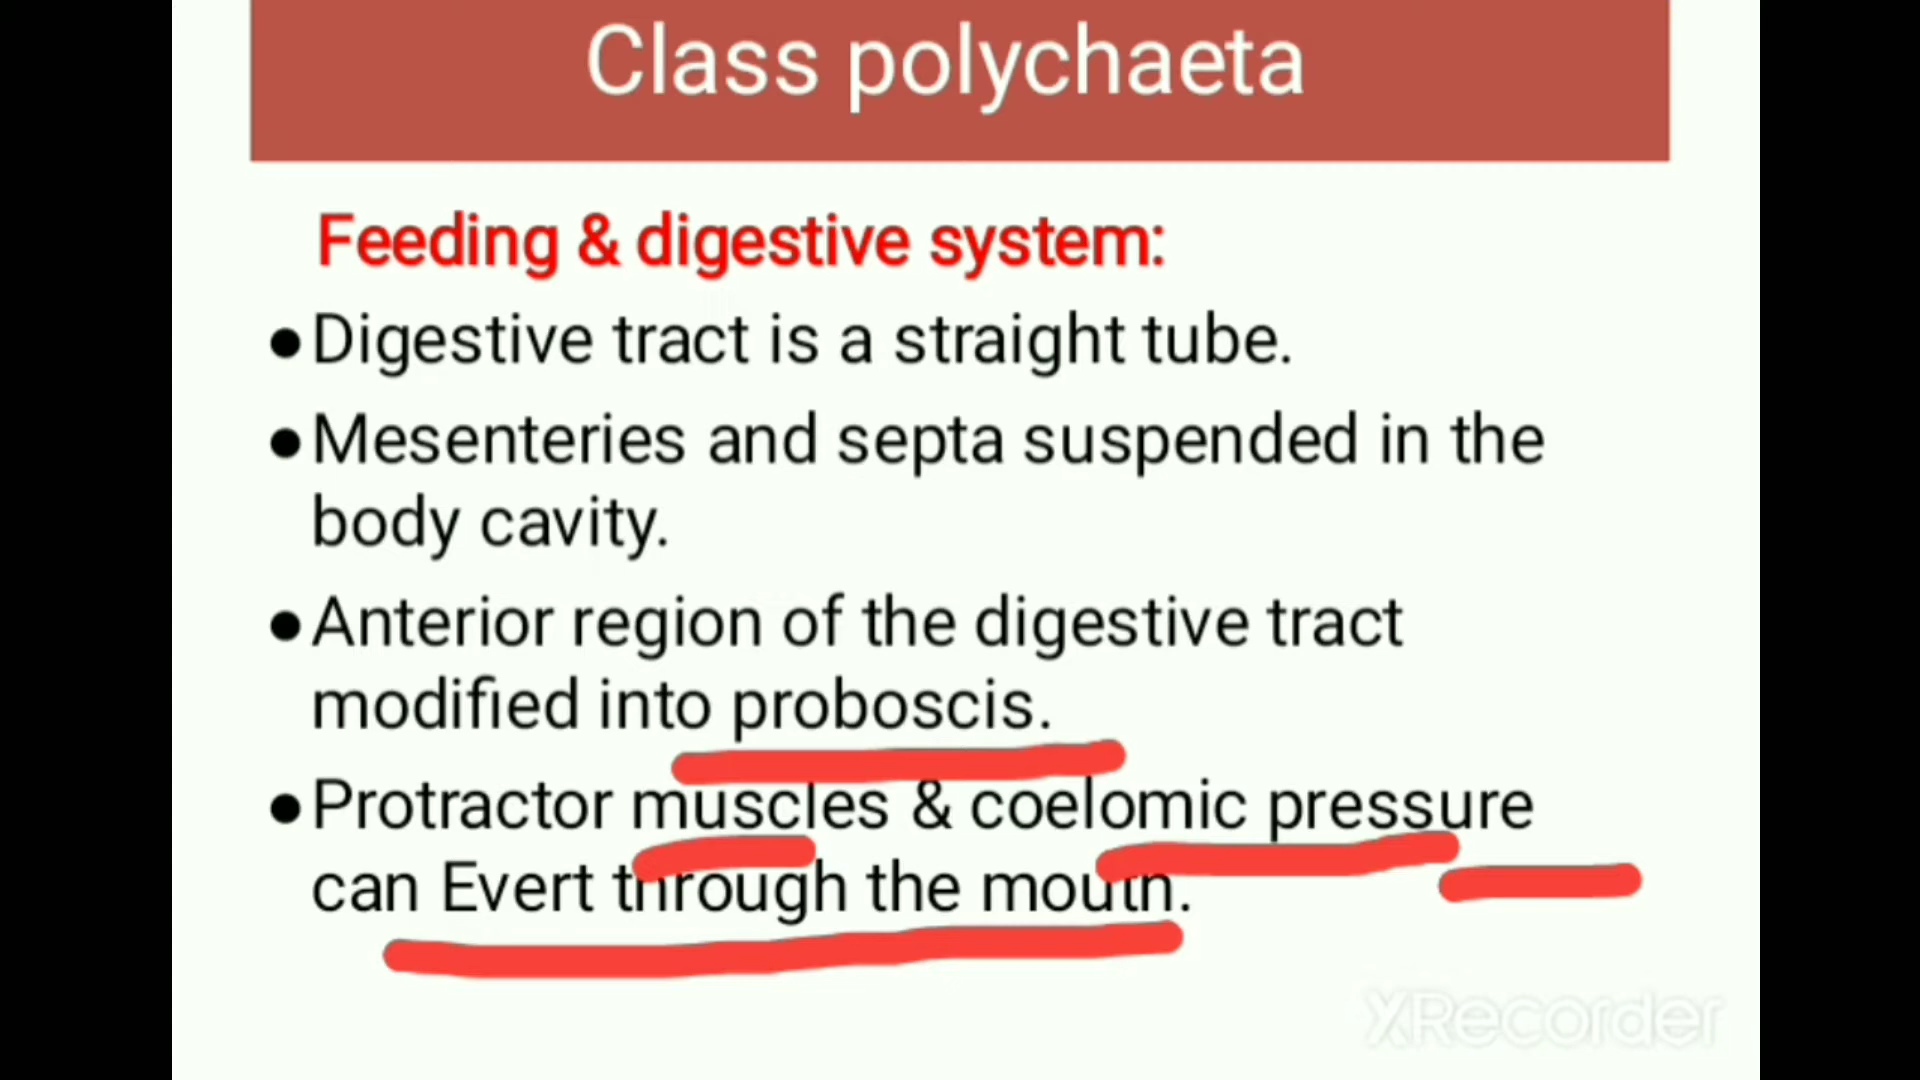 Class polychaeta
Feeding & digestive system:
●Digestive tract is a straight tube.
●Mesenteries and septa suspended in the
body cavity.
●Anterior region of the digestive tract
modified into proboscis.
●Protractor muscles & coelomic pressure
can Evert through the mouth.
XRecorder